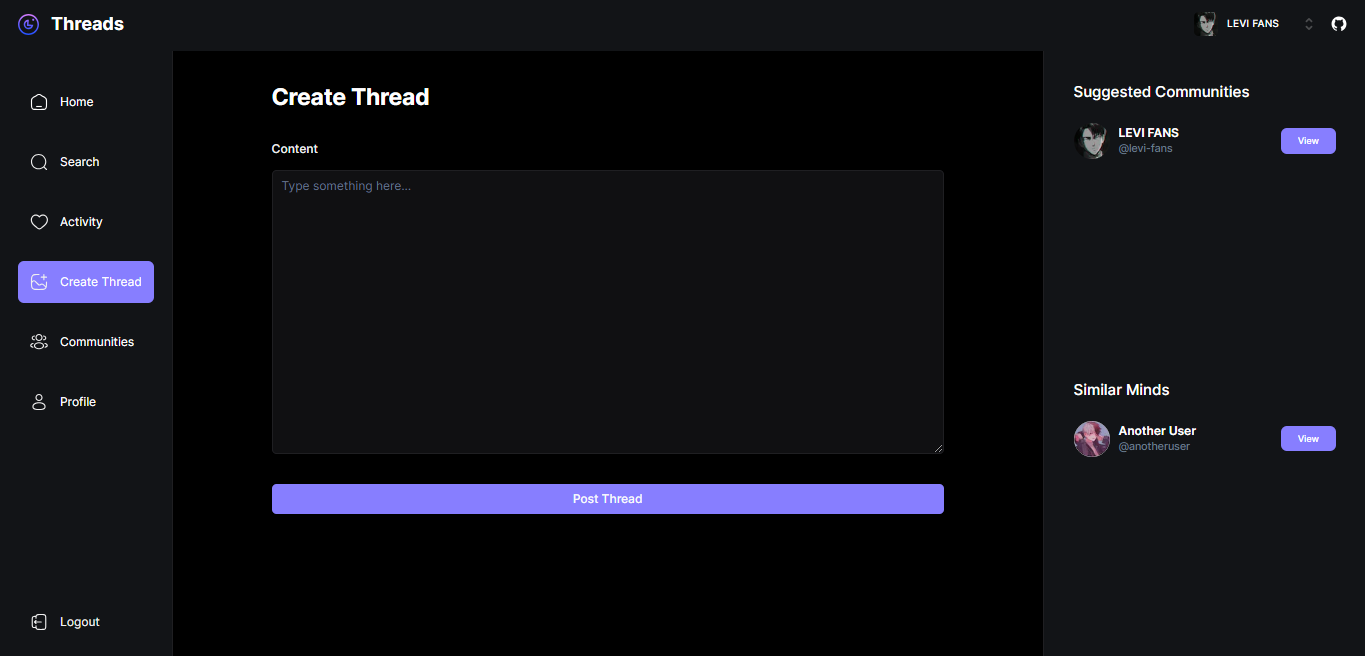 Threads
LEVI FANS
Home
Search
Activity
Create Thread
Communities
Profile
Logout
Create Thread
Content
Type something here...
Post Thread
Suggested Communities
LEVI FANS
@levi-fans
View
Similar Minds
Another User
@anotheruser
View